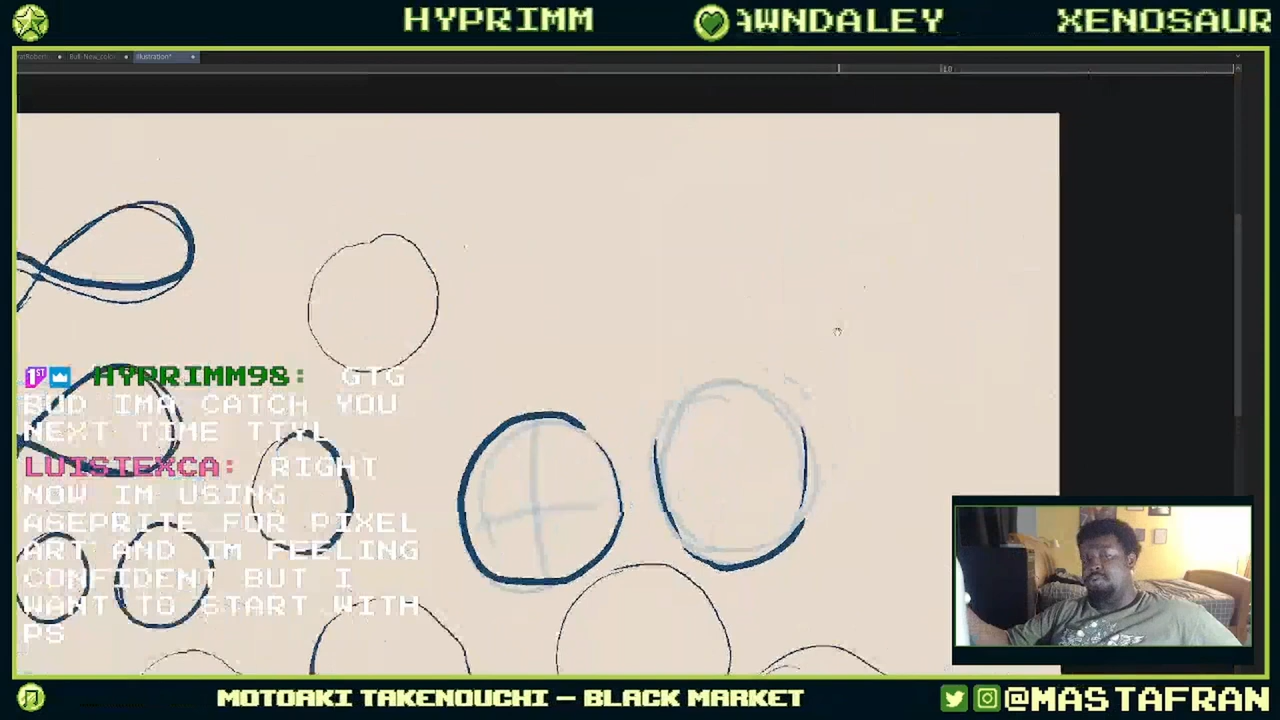 HYPRIMM
AWNDALEY
XENOSAUR
Illustration*
HYPRIMM98: GTG
BUD IMA CATCH YOU
NEXT TIME TTYL
LUISIEXCA: RIGHT
NOW IM USING
ASEPRITE FOR PIXEL
ART AND IM FEELING
CONFIDENT BUT I
WANT TO START WITH
PS
MOTOAKI TAKENOUCHI – BLACK MARKET
@MASTAFRAN